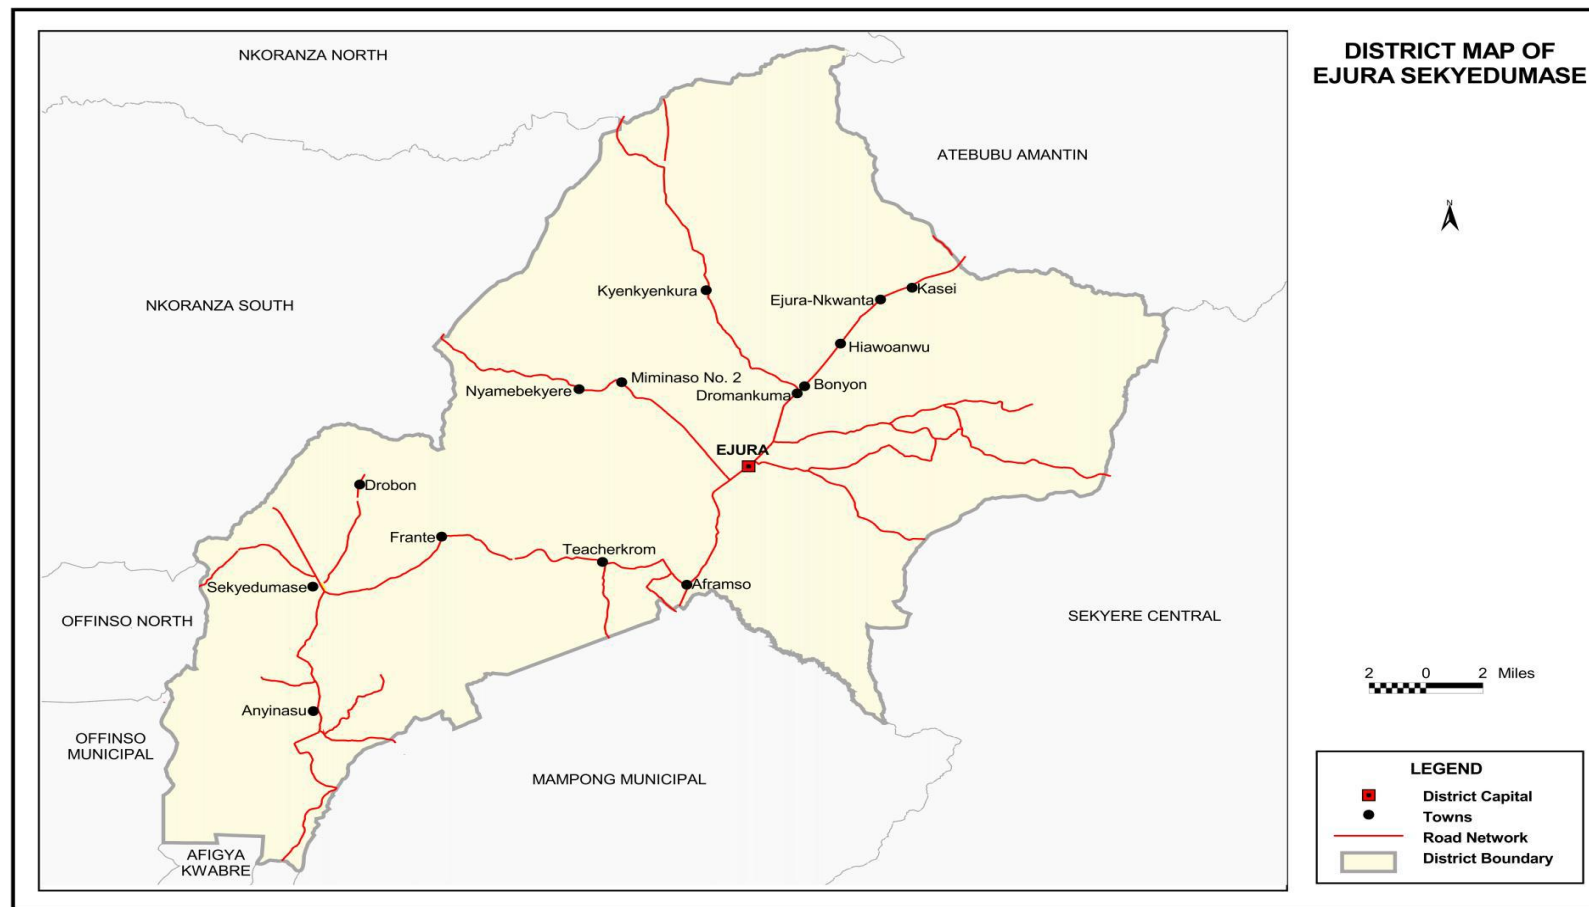 DISTRICT MAP OF
EJURA SEKYEDUMASE
NKORANZA NORTH
ATEBUBU AMANTIN
N
NKORANZA SOUTH
Kyenkyenkura
Ejura-Nkwanta
Kasei
Hiawoanwu
Miminaso No. 2
Nyamebekyere
Bonyon
Dromankuma
EJURA
Drobon
Frante
Teacherkrom
Sekyedumase
Aframso
OFFINSO NORTH
SEKYERE CENTRAL
2 0 2 Miles
Anyinasu
OFFINSO
MUNICIPAL
MAMPONG MUNICIPAL
AFIGYA
KWABRE
LEGEND
District Capital
Towns
Road Network
District Boundary